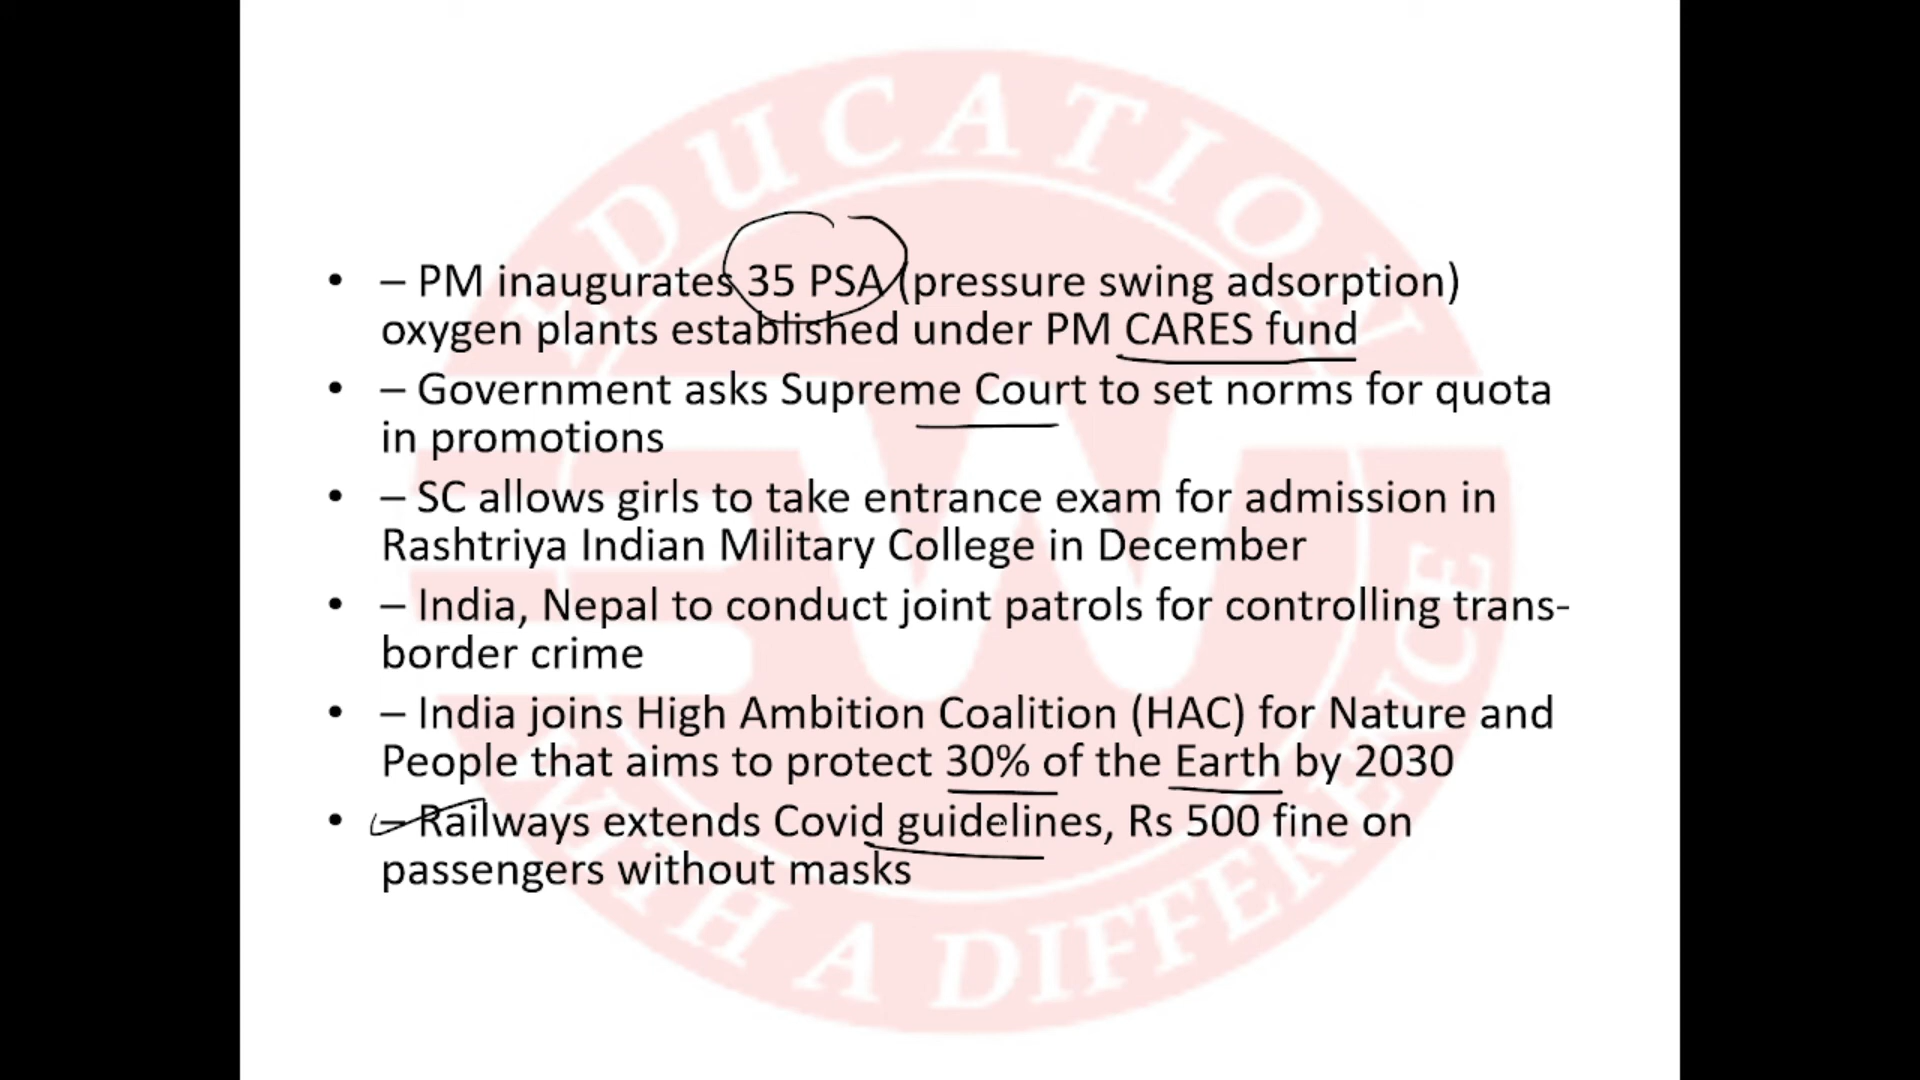 EDUCATION
• – PM inaugurates 35 PSA (pressure swing adsorption)
oxygen plants established under PM CARES fund
• – Government asks Supreme Court to set norms for quota
in promotions
• – SC allows girls to take entrance exam for admission in
Rashtriya Indian Military College in December
• – India, Nepal to conduct joint patrols for controlling trans-
border crime
• – India joins High Ambition Coalition (HAC) for Nature and
People that aims to protect 30% of the Earth by 2030
• – Railways extends Covid guidelines, Rs 500 fine on
passengers without masks
WITH A DIFFERENCE